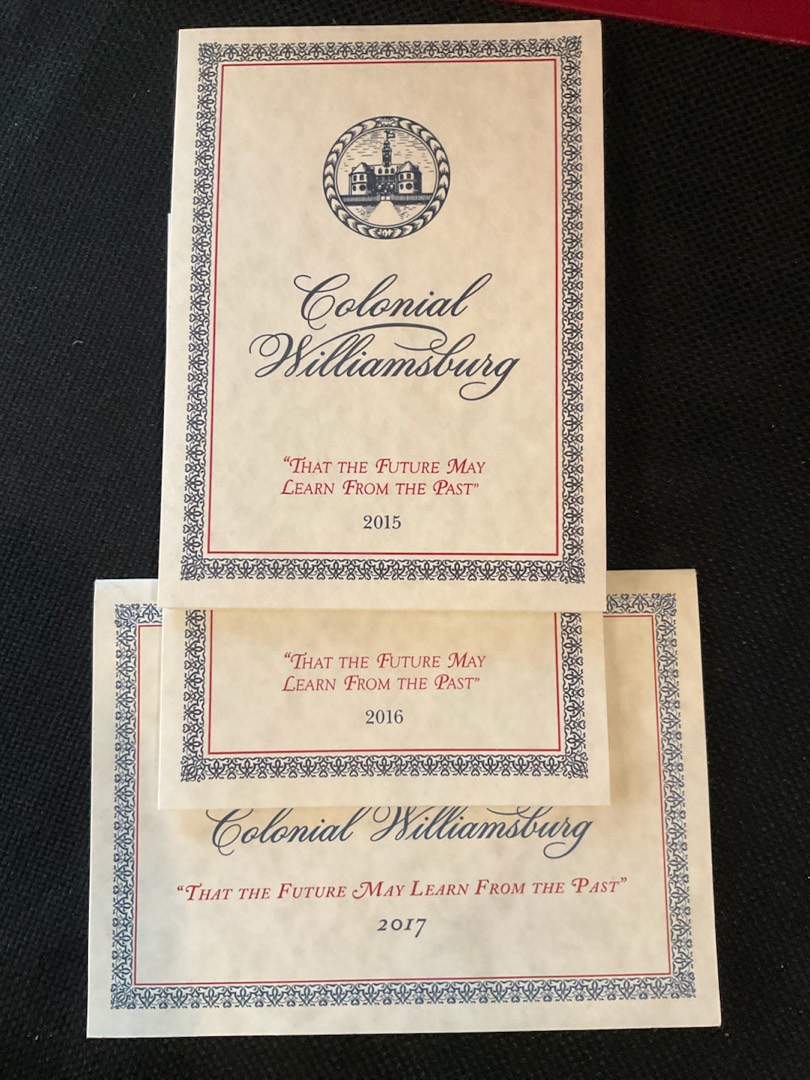 Colonial
Williamsburg
“THAT THE FUTURE MAY
LEARN FROM THE PAST”
2015
“THAT THE FUTURE MAY
LEARN FROM THE PAST”
2016
Colonial Williamsburg
“THAT THE FUTURE MAY LEARN FROM THE PAST”
2017